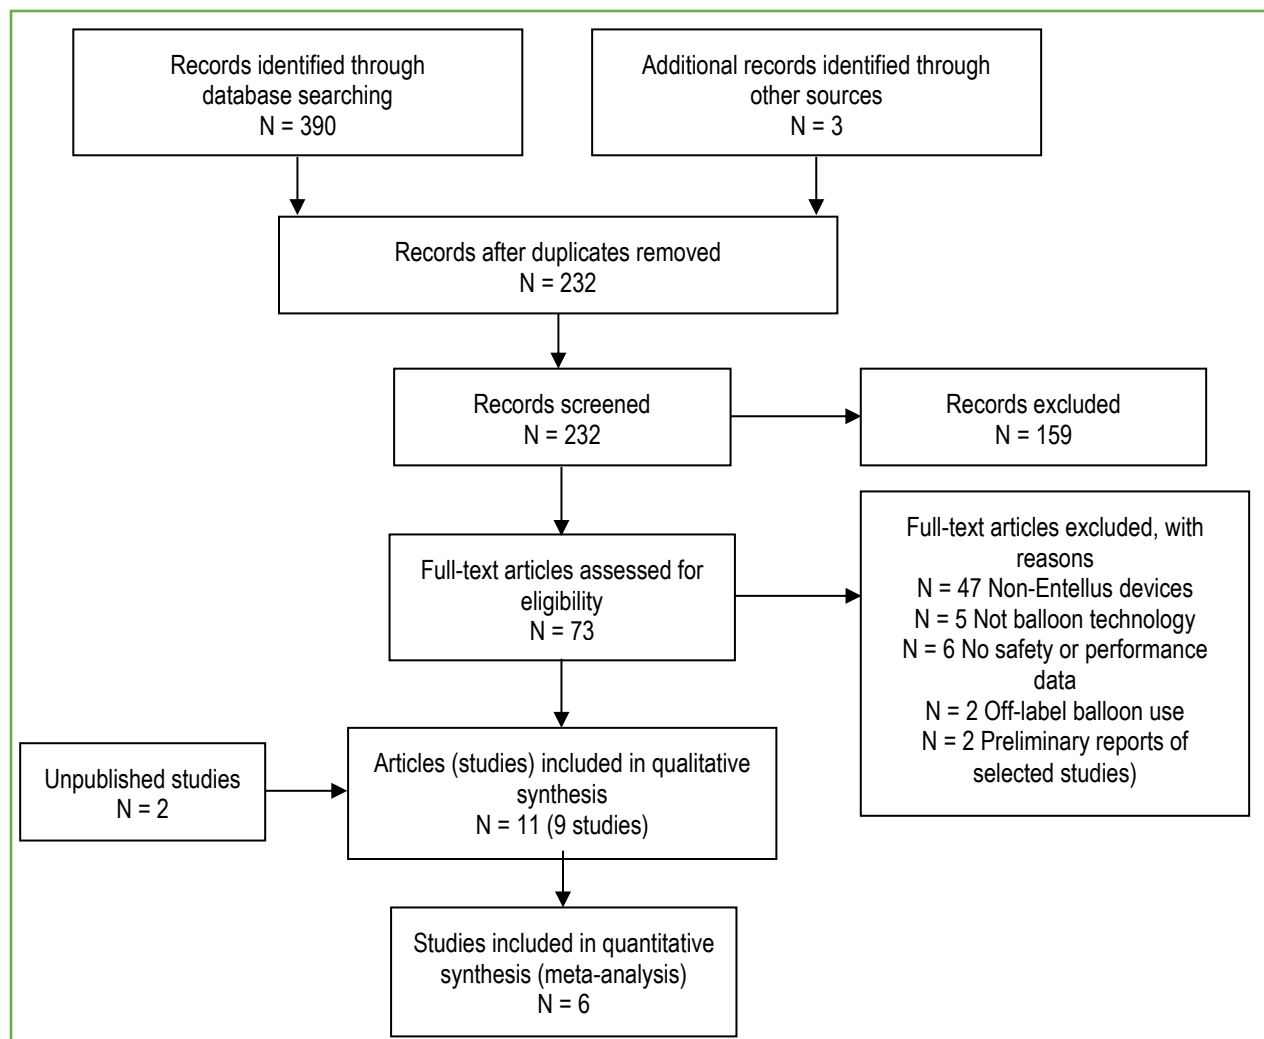 Records identified through
database searching
N = 390
Additional records identified through
other sources
N = 3
Records after duplicates removed
N = 232
Records screened
N = 232
Records excluded
N = 159
Full-text articles assessed for
eligibility
N = 73
Full-text articles excluded, with
reasons
N = 47 Non-Entellus devices
N = 5 Not balloon technology
N = 6 No safety or performance
data
N = 2 Off-label balloon use
N = 2 Preliminary reports of
selected studies)
Unpublished studies
N = 2
Articles (studies) included in qualitative
synthesis
N = 11 (9 studies)
Studies included in quantitative
synthesis (meta-analysis)
N = 6